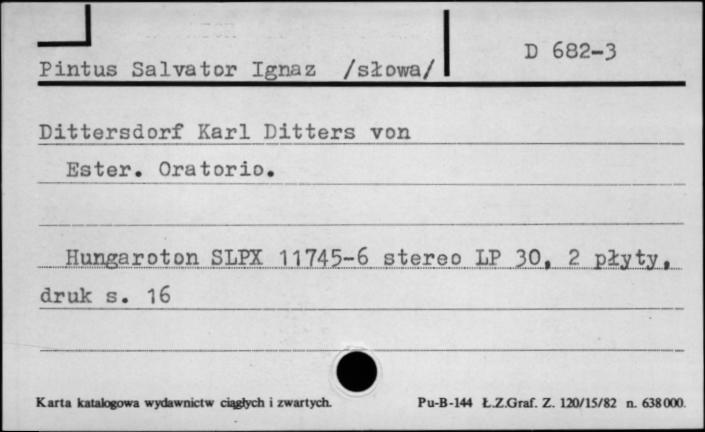 D 682-3
Pintus Salvator Ignaz /słowa/
Dittersdorf Karl Ditters von
Ester. Oratorio.
Hungaroton SLPX 11745-6 stereo LP 30, 2 płyty,
druk s. 16
Karta katalogowa wydawnictw ciągłych i zwartych. Pu-B-144 Ł.Z.Graf. Z. 120/15/82 n. 638000.